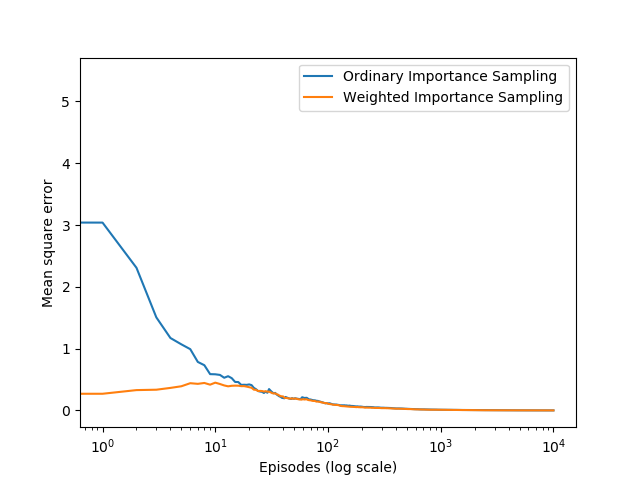 Ordinary Importance Sampling
Weighted Importance Sampling
Mean square error
5
4
3
2
1
0
10⁰ 10¹ 10² 10³ 10⁴
Episodes (log scale)